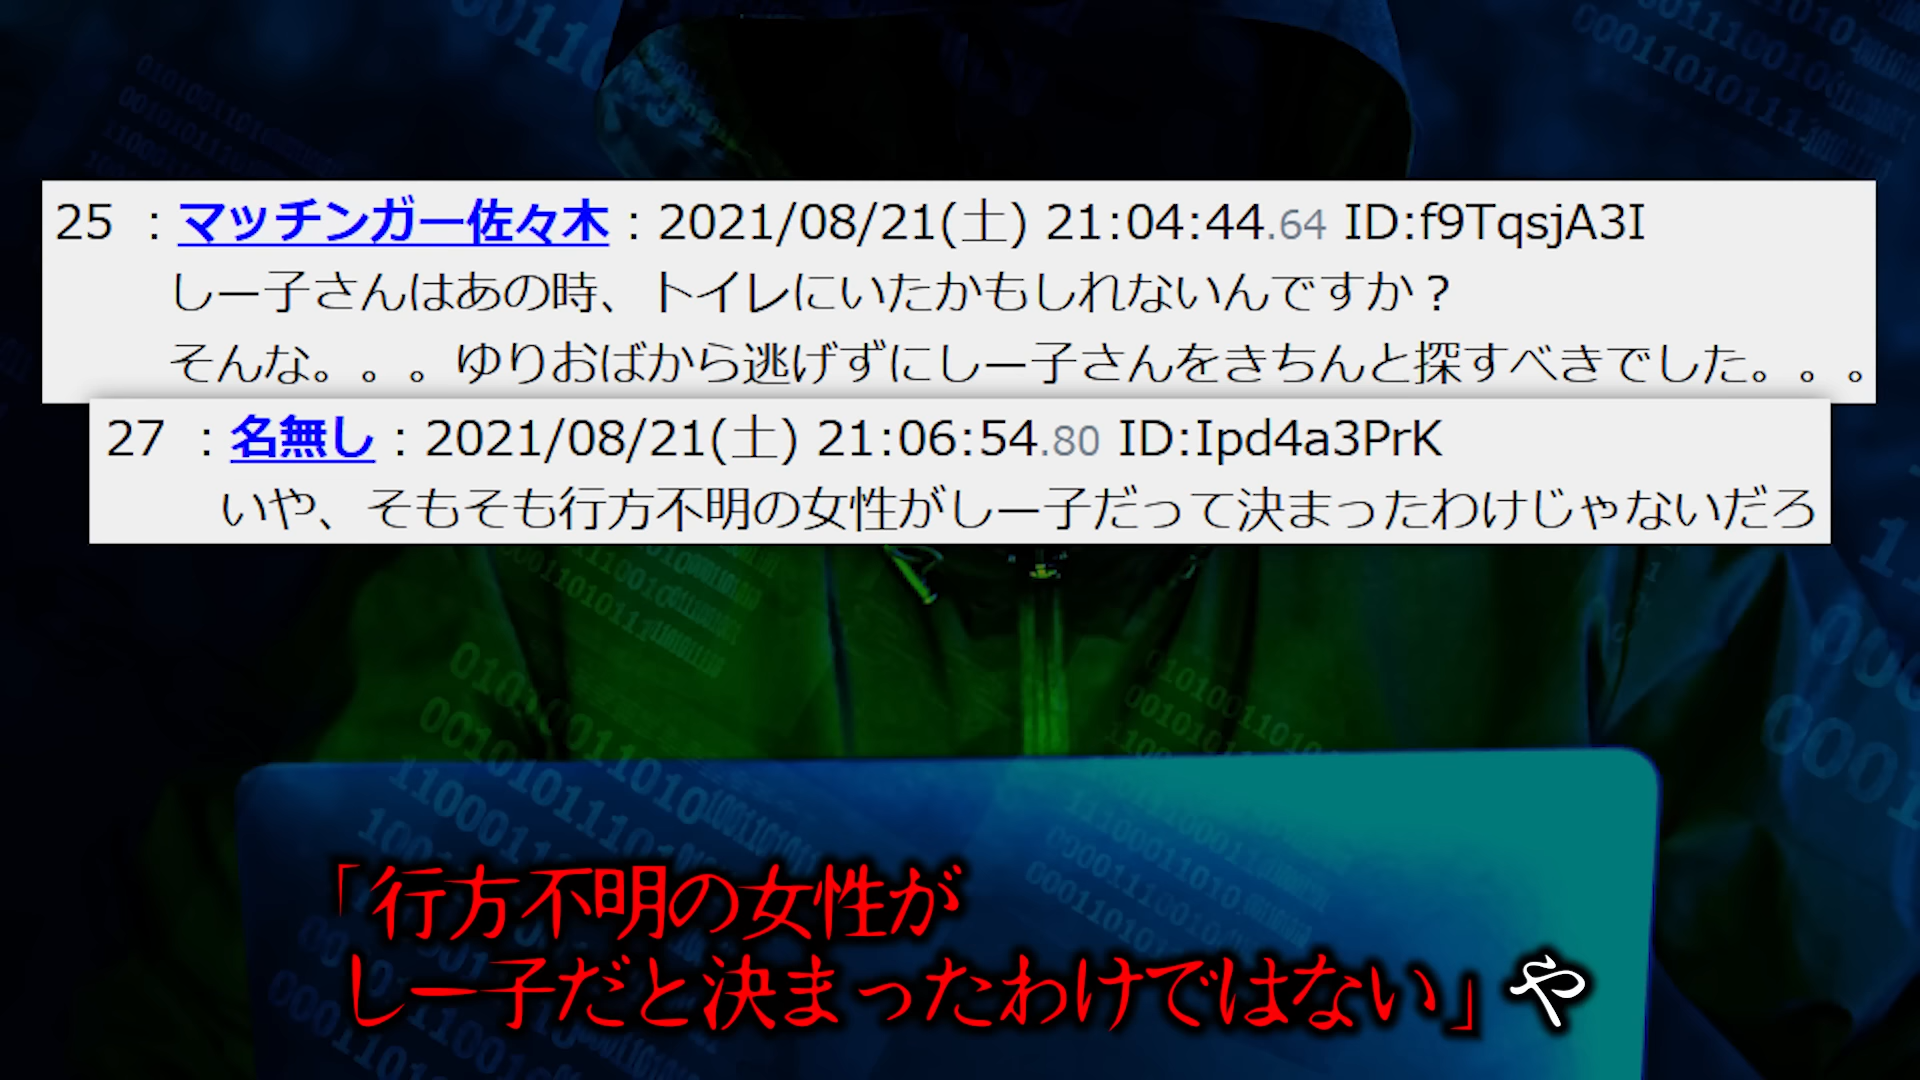 25 ：マッチンガー佐々木：2021/08/21(土) 21:04:44.64 ID:f9TqsjA3I
しー子さんはあの時、トイレにいたかもしれないんですか？
そんな。。。ゆりおばから逃げずにしー子さんをきちんと探すべきでした。。。
27 ：名無し：2021/08/21(土) 21:06:54.80 ID:Ipd4a3PrK
いや、そもそも行方不明の女性がしー子だって決まったわけじゃないだろ
「行方不明の女性が
しー子だと決まったわけではない」や